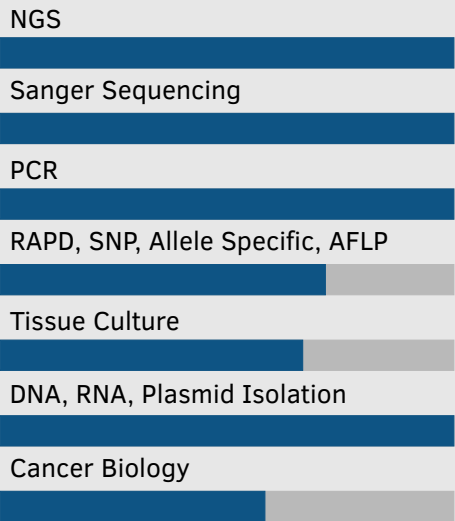 NGS
Sanger Sequencing
PCR
RAPD, SNP, Allele Specific, AFLP
Tissue Culture
DNA, RNA, Plasmid Isolation
Cancer Biology